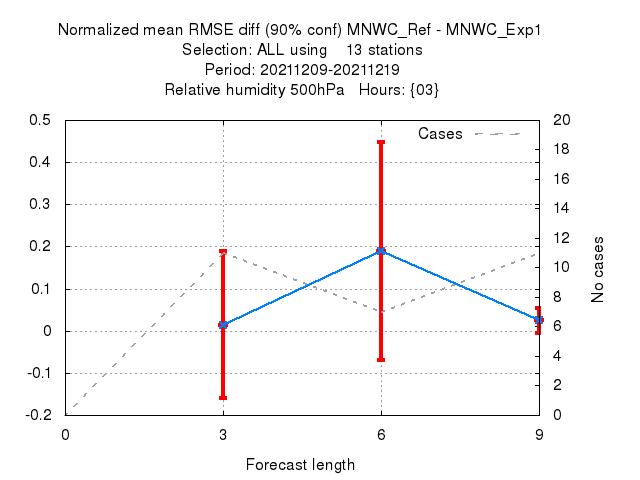 Normalized mean RMSE diff (90% conf) MNWC_Ref - MNWC_Exp1
Selection: ALL using 13 stations
Period: 20211209-20211219
Relative humidity 500hPa Hours: {03}
Cases
0.5
0.4
0.3
0.2
0.1
0
-0.1
-0.2
20
18
16
14
12
10
8
6
4
2
0
No cases
0 3 6 9
Forecast length